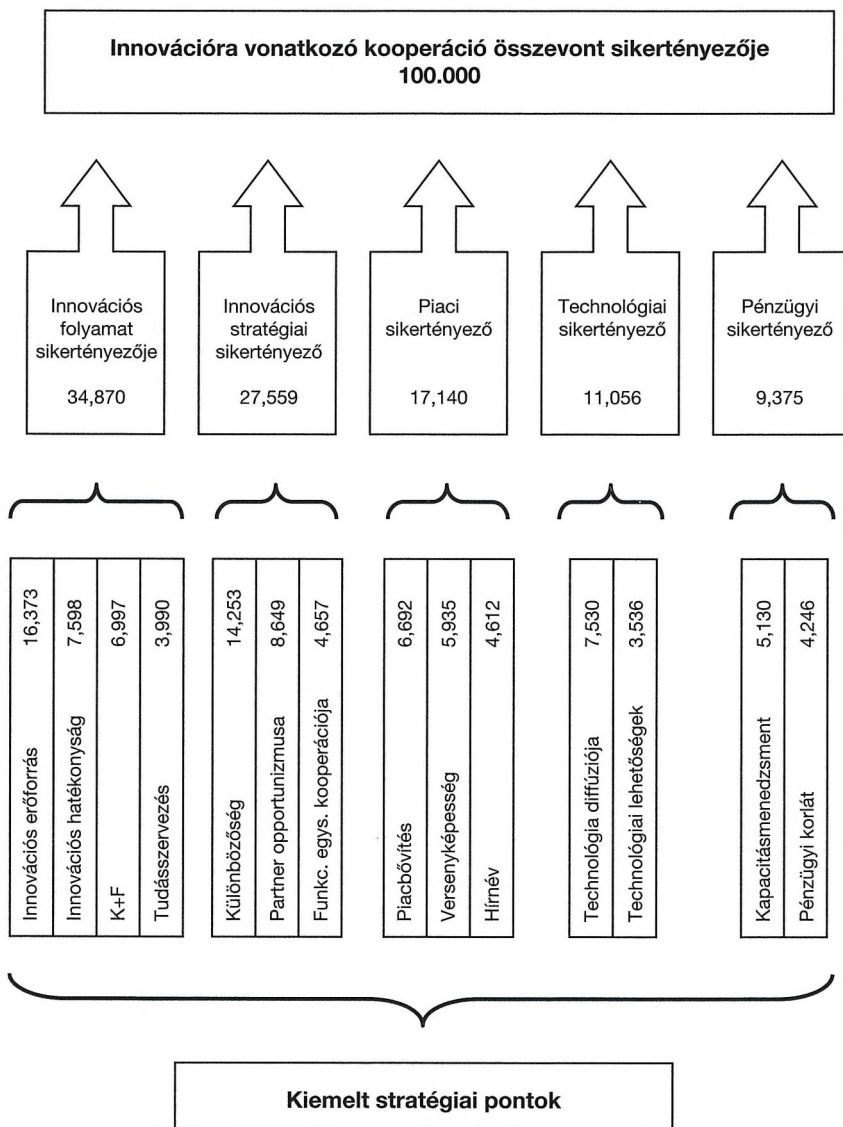 Innovációra vonatkozó kooperáció összevont sikertényezője
100.000
Innovációs
folyamat
sikertényezője
34,870
Innovációs
stratégiai
sikertényező
27,559
Piaci
sikertényező
17,140
Technológiai
sikertényező
11,056
Pénzügyi
sikertényező
9,375
Innovációs erőforrás 16,373
Innovációs hatékonyság 7,598
K+F 6,997
Tudásszervezés 3,990
Különbözőség 14,253
Partner opportunizmusa 8,649
Funkc. egys. kooperációja 4,657
Piacbővítés 6,692
Versenyképesség 5,935
Hírnév 4,612
Technológia diffúziója 7,530
Technológiai lehetőségek 3,536
Kapacitásmenedzsment 5,130
Pénzügyi korlát 4,246
Kiemelt stratégiai pontok